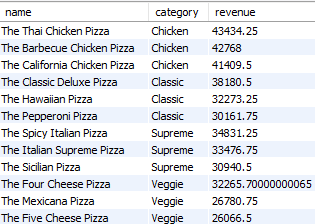 name category revenue
The Thai Chicken Pizza Chicken 43434.25
The Barbecue Chicken Pizza Chicken 42768
The California Chicken Pizza Chicken 41409.5
The Classic Deluxe Pizza Classic 38180.5
The Hawaiian Pizza Classic 32273.25
The Pepperoni Pizza Classic 30161.75
The Spicy Italian Pizza Supreme 34831.25
The Italian Supreme Pizza Supreme 33476.75
The Sicilian Pizza Supreme 30940.5
The Four Cheese Pizza Veggie 32265.70000000065
The Mexicana Pizza Veggie 26780.75
The Five Cheese Pizza Veggie 26066.5